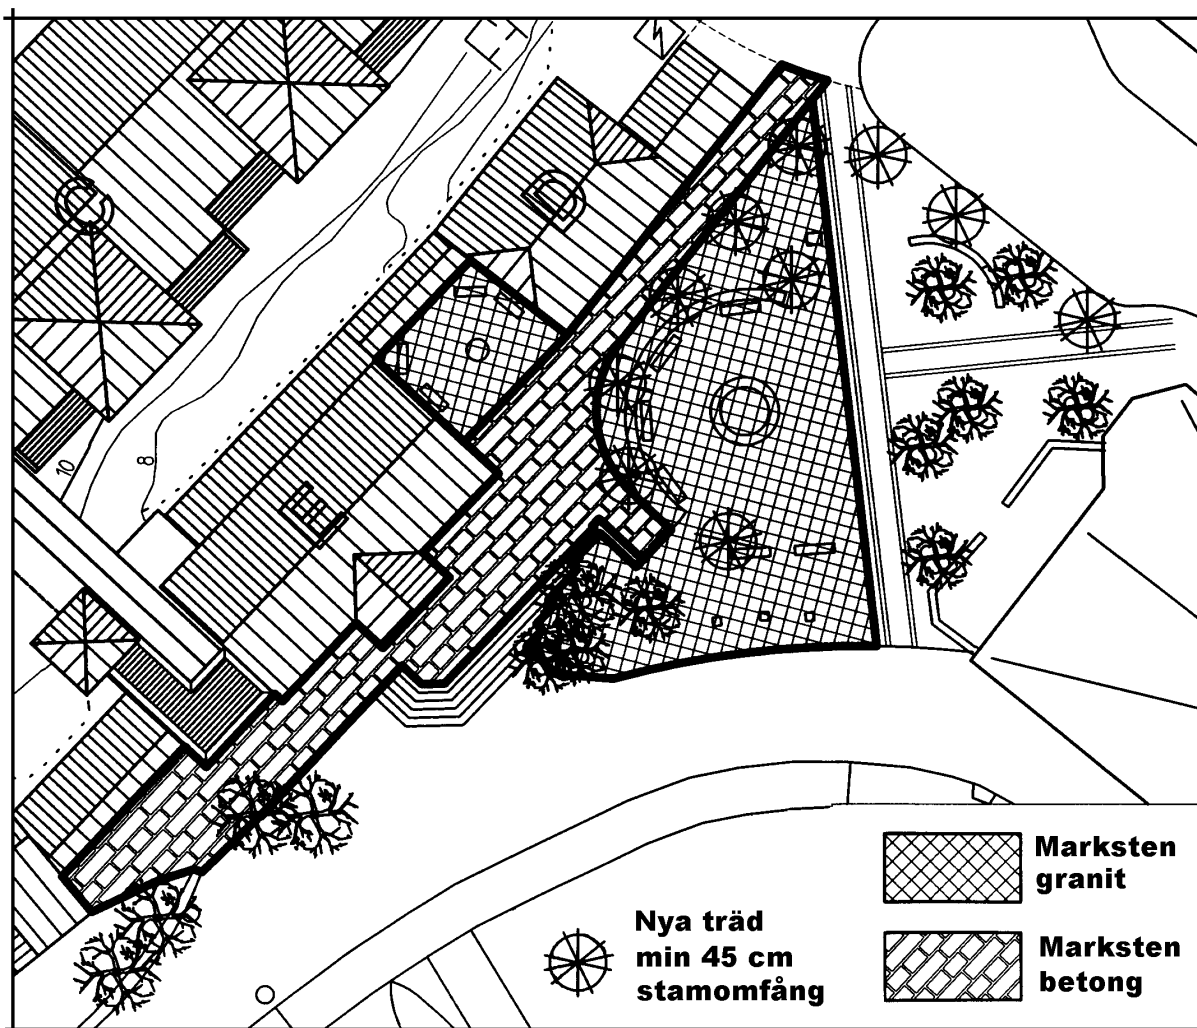 10
8
Marksten
granit
Nya träd
min 45 cm
stamomfång
Marksten
betong